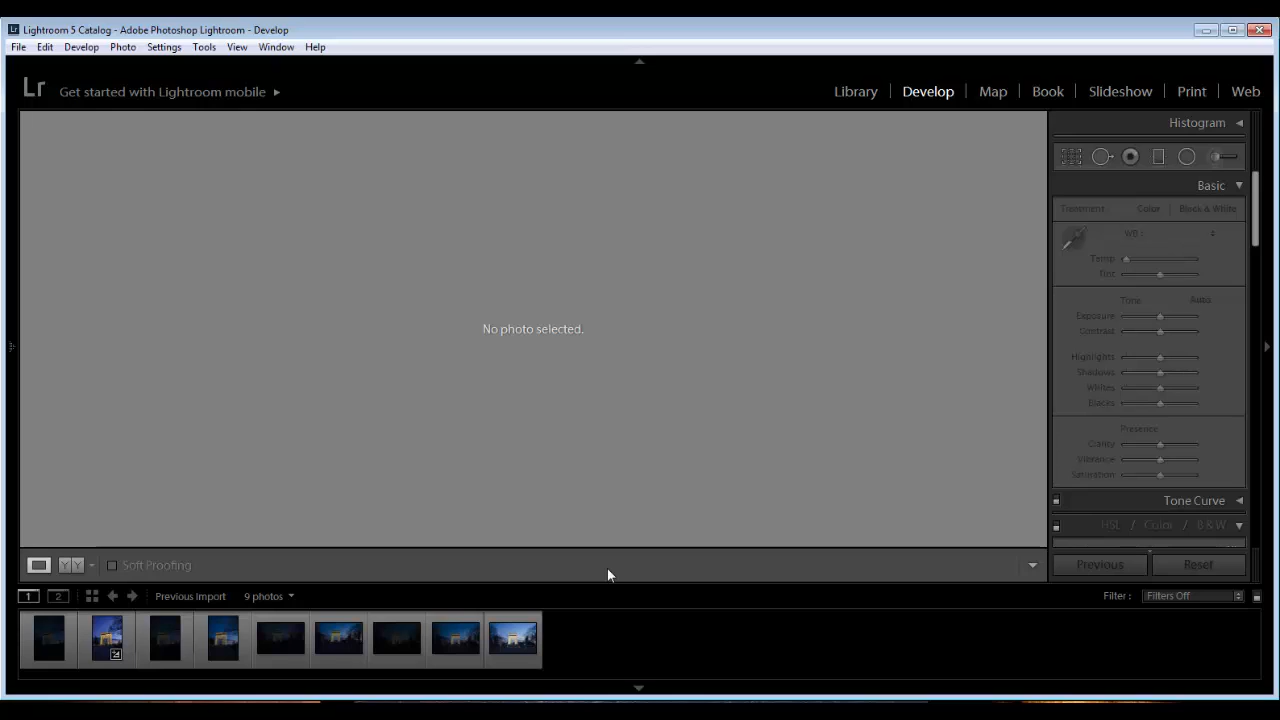 Lightroom 5 Catalog - Adobe Photoshop Lightroom - Develop
File Edit Develop Photo Settings Tools View Window Help
Lr Get started with Lightroom mobile
Library Develop Map Book Slideshow Print Web
Histogram
Basic
Treatment Color Black & White
WB :
Temp
Tint
Tone Auto
Exposure
Contrast
No photo selected.
Highlights
Shadows
Whites
Blacks
Presence
Clarity
Vibrance
Saturation
Tone Curve
HSL / Color / B & W
Y Y Soft Proofing
Previous Reset
1 2 Previous Import 9 photos Filter : Filters Off